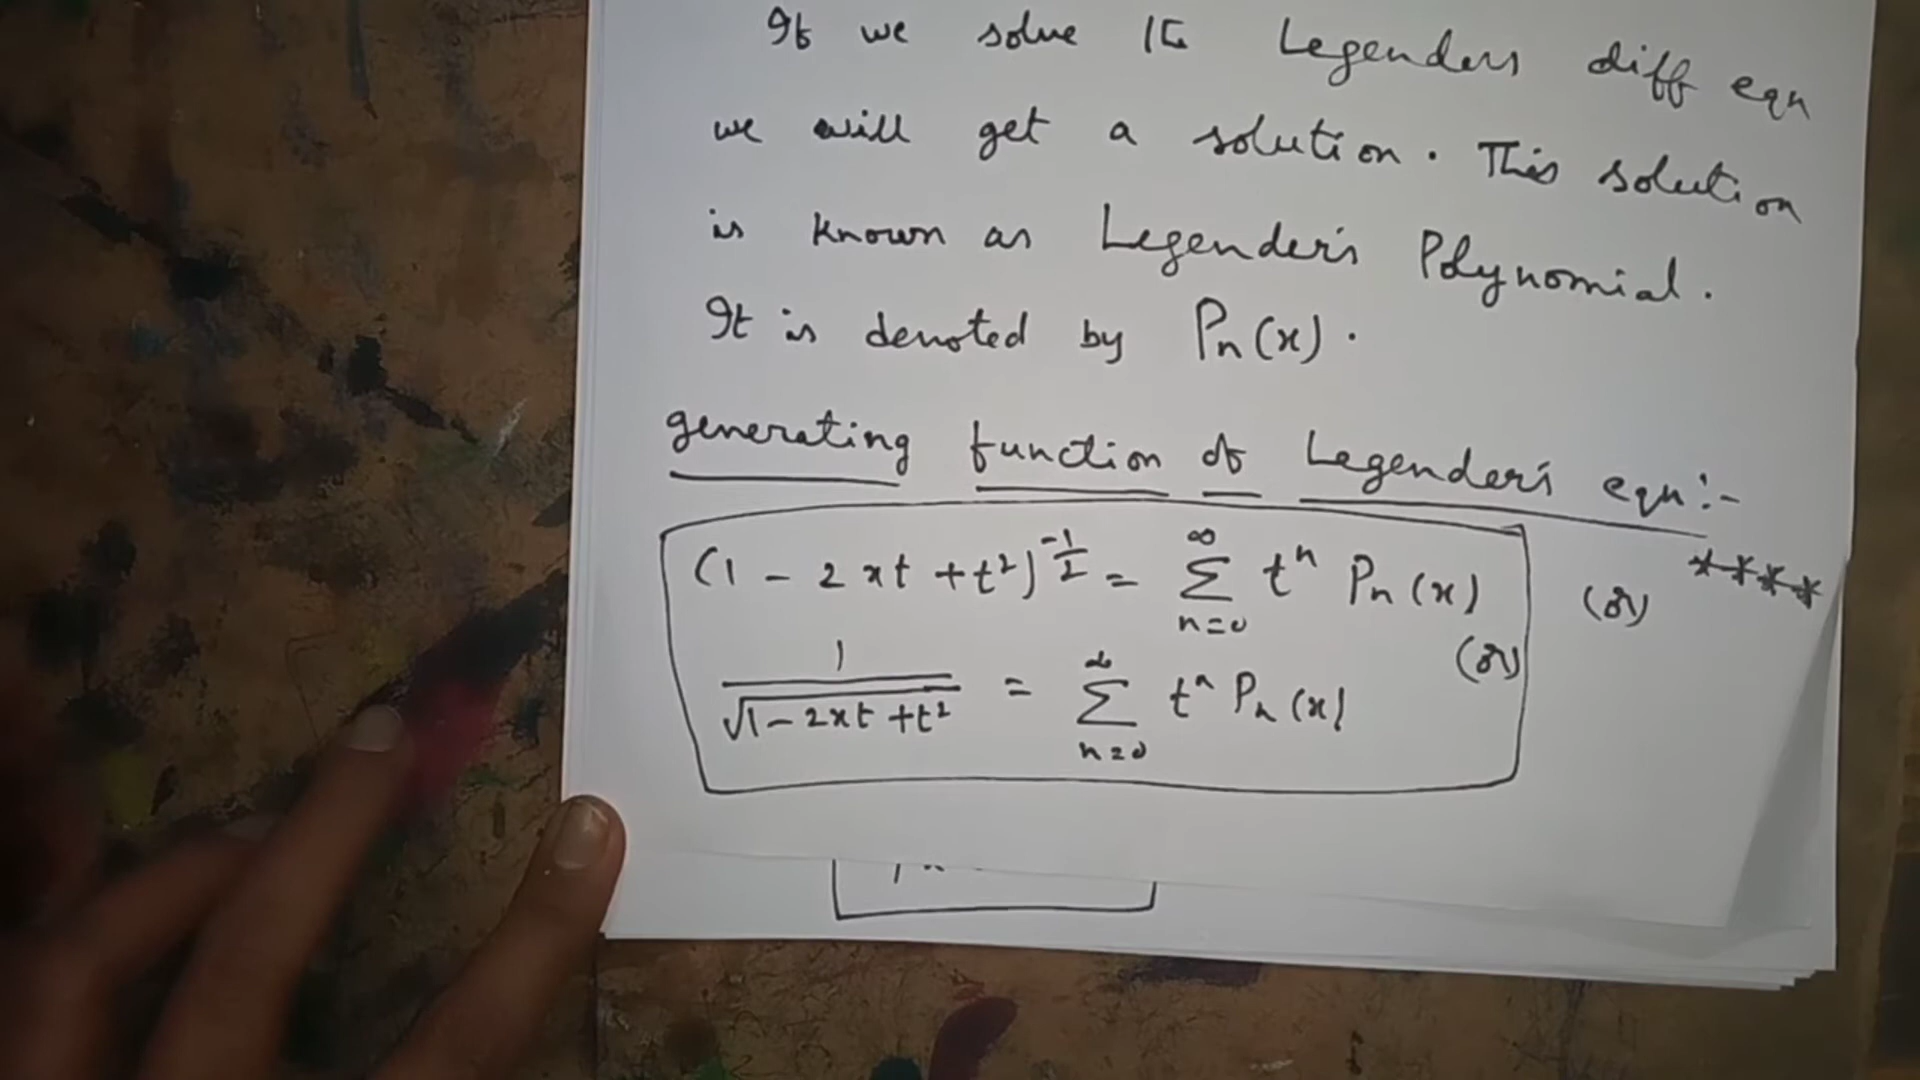 If we solve the Legenders diff eqn
we will get a solution. This solution
is known as Legender's Polynomial.
It is denoted by Pn(x).
generating function of Legender's eqn:-
(1 - 2xt + t²)^(-1/2) = ∞ Σ n=0 tⁿ Pn(x) (or) ****
1/√(1-2xt+t²) = ∞ Σ n=0 tⁿ Pn(x) (or)